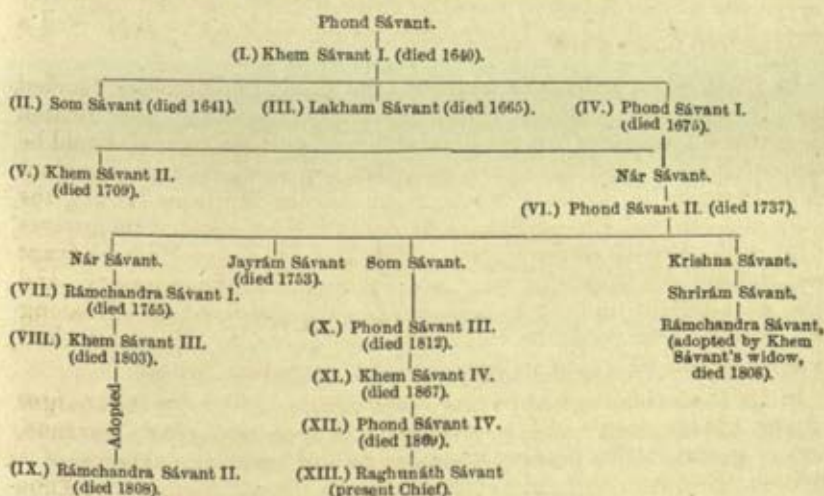 Phond Sávant.
(I.) Khem Sávant I. (died 1640).
(II.) Som Sávant (died 1641). (III.) Lakham Sávant (died 1665). (IV.) Phond Sávant I.
(died 1675).
(V.) Khem Sávant II.
(died 1709).
Nár Sávant.
(VI.) Phond Sávant II. (died 1737).
Nár Sávant. Jayrám Sávant Som Sávant. Krishna Sávant.
(died 1753).
(VII.) Rámchandra Sávant I.
(died 1755).
Shrirám Sávant.
(VIII.) Khem Sávant III.
(died 1803).
(X.) Phond Sávant III.
(died 1812).
Rámchandra Sávant,
(adopted by Khem
Sávant's widow,
died 1808).
(XI.) Khem Sávant IV.
(died 1867).
Adopted
(XII.) Phond Sávant IV.
(died 1869).
(IX.) Rámchandra Sávant II.
(died 1808).
(XIII.) Raghunáth Sávant
(present Chief).